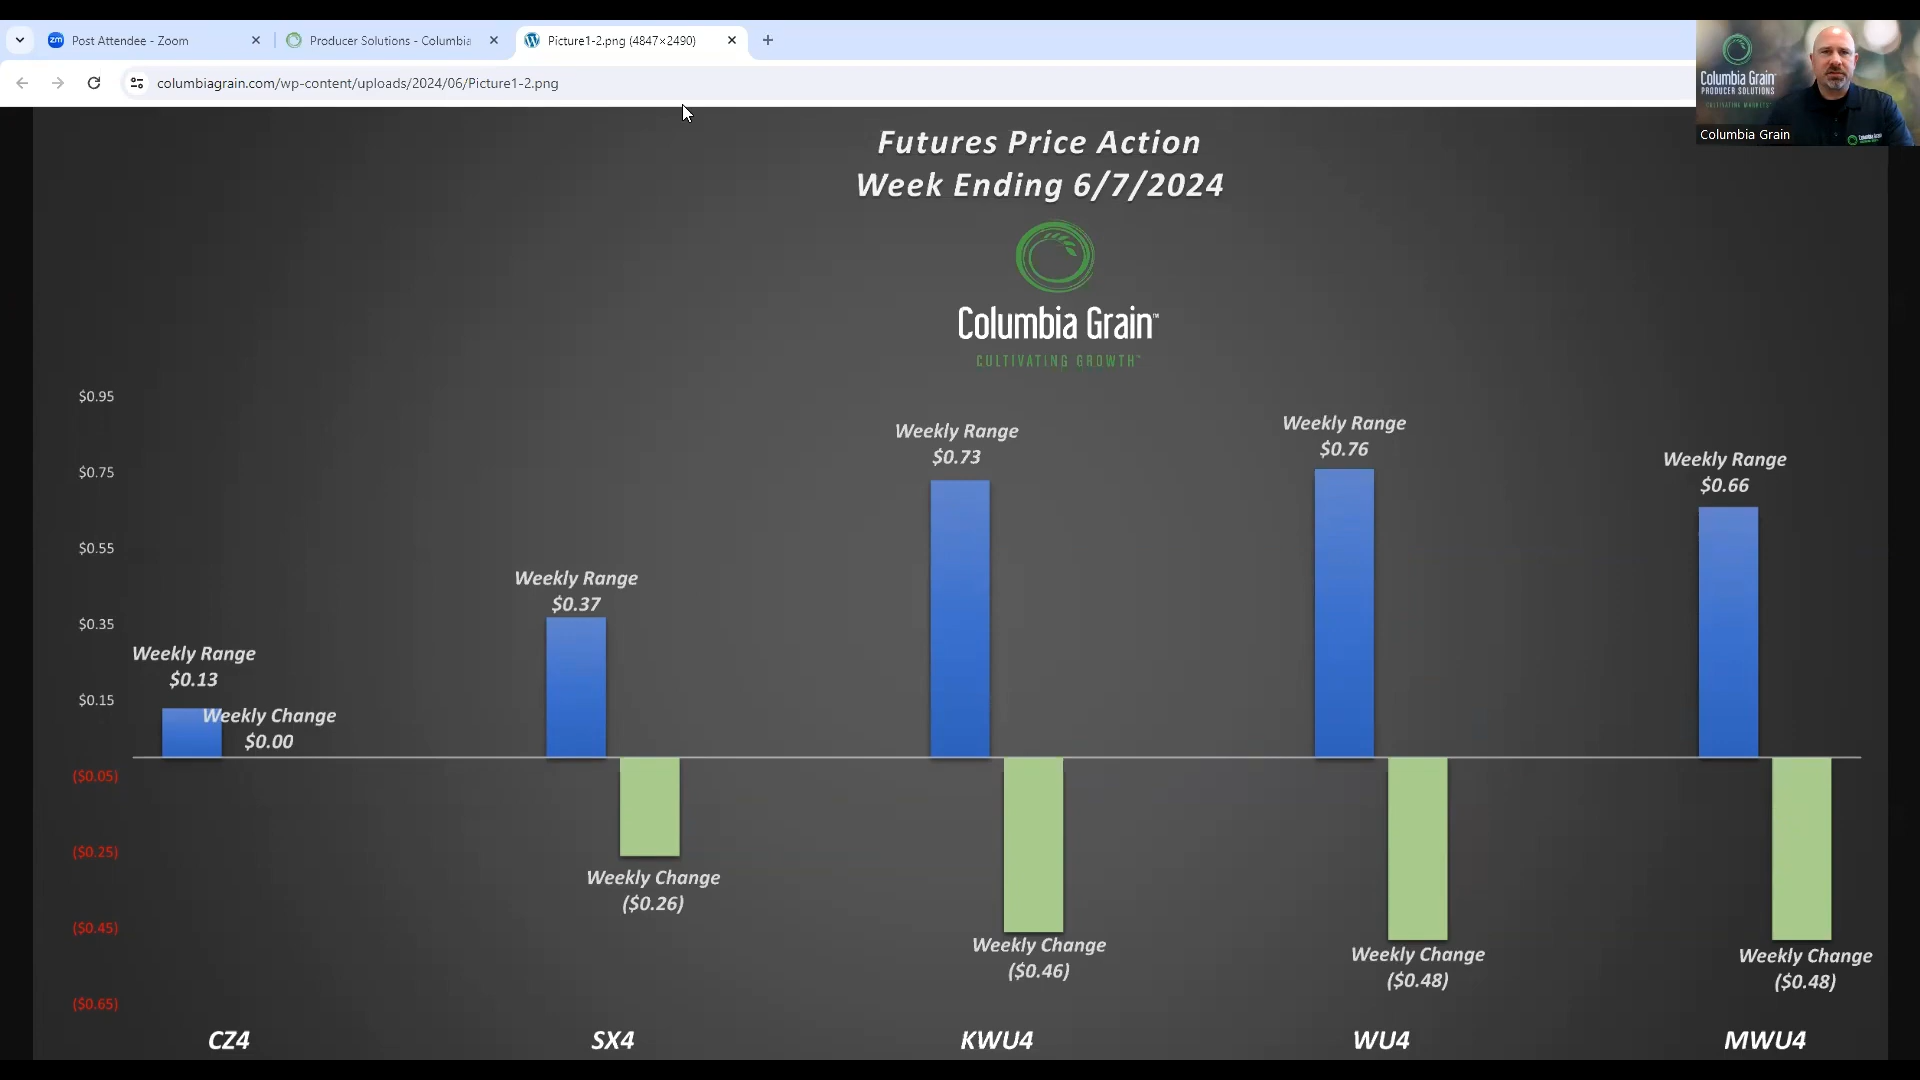 zm Post Attendee - Zoom
Producer Solutions - Columbia
Picture1-2.png (4847×2490)
columbiagrain.com/wp-content/uploads/2024/06/Picture1-2.png
Columbia Grain
PRODUCER SOLUTIONS
CULTIVATING MARKETS
Columbia Grain
Futures Price Action
Week Ending 6/7/2024
Columbia Grain™
CULTIVATING GROWTH™
$0.95
$0.75
$0.55
$0.35
$0.15
($0.05)
($0.25)
($0.45)
($0.65)
Weekly Range
$0.13
Weekly Change
$0.00
Weekly Range
$0.37
Weekly Change
($0.26)
Weekly Range
$0.73
Weekly Change
($0.46)
Weekly Range
$0.76
Weekly Change
($0.48)
Weekly Range
$0.66
Weekly Change
($0.48)
CZ4
SX4
KWU4
WU4
MWU4